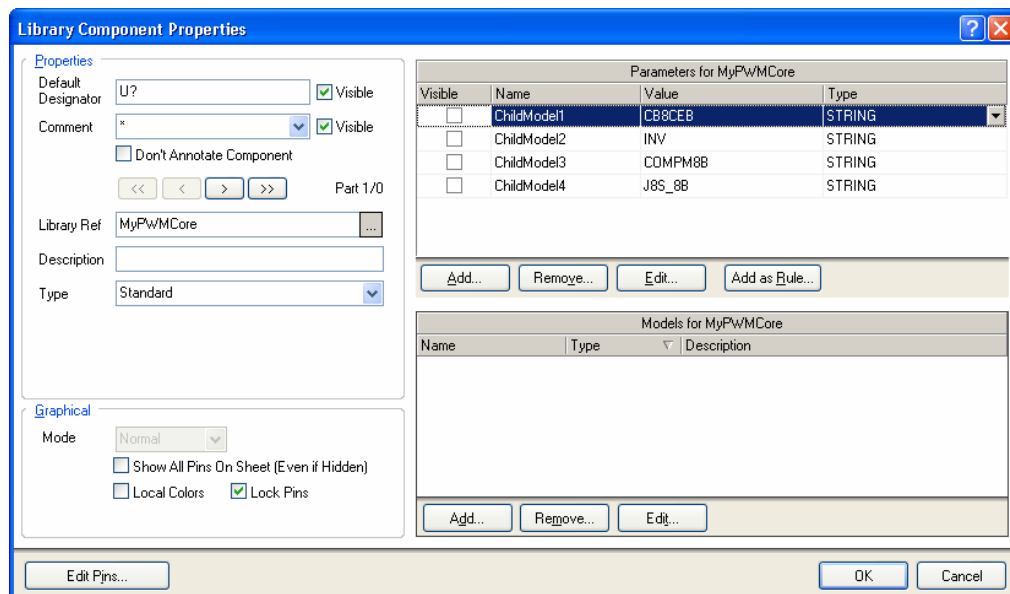 Library Component Properties
Properties
Default Designator
U?
Visible
Comment
*
Visible
Don't Annotate Component
<<
<
>
>>
Part 1/0
Library Ref
MyPWMCore
...
Description
Type
Standard
Graphical
Mode
Normal
Show All Pins On Sheet (Even if Hidden)
Local Colors
Lock Pins
Parameters for MyPWMCore
Visible Name Value Type
ChildModel1 CB8CEB STRING
ChildModel2 INV STRING
ChildModel3 COMPM8B STRING
ChildModel4 J8S_8B STRING
Add... Remove... Edit... Add as Rule...
Models for MyPWMCore
Name Type Description
Add... Remove... Edit...
Edit Pins...
OK Cancel